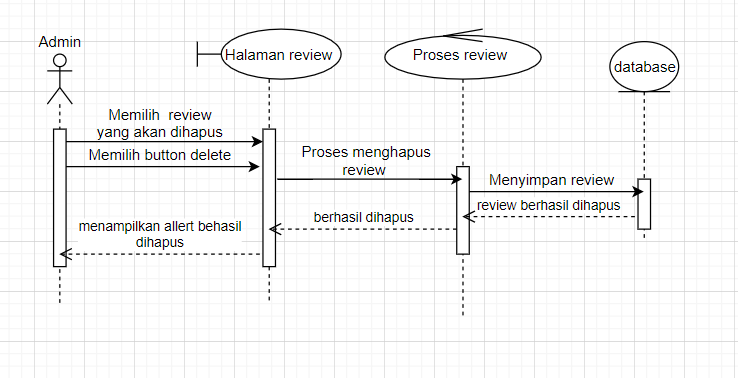 Admin
Halaman review
Proses review
database
Memilih review
yang akan dihapus
Memilih button delete
Proses menghapus
review
Menyimpan review
review berhasil dihapus
berhasil dihapus
menampilkan allert behasil
dihapus